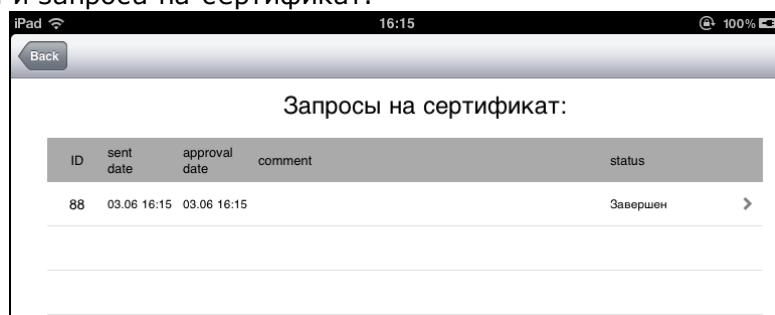 и запроса на сертификат.
iPad 16:15 100%
Back
Запросы на сертификат:
ID sent date approval date comment status
88 03.06 16:15 03.06 16:15 Завершен